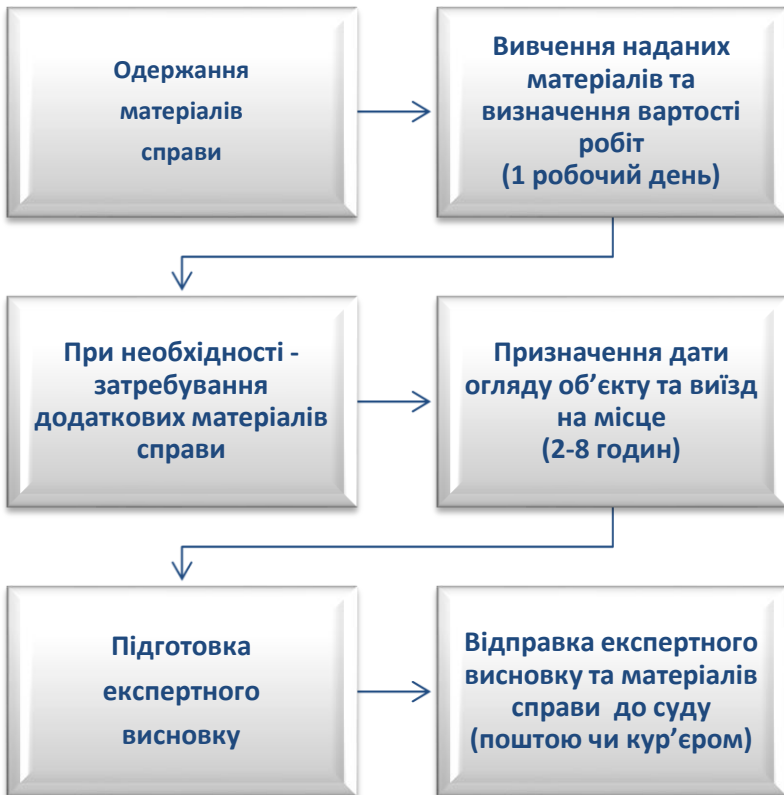 Одержання
матеріалів
справи
Вивчення наданих
матеріалів та
визначення вартості
робіт
(1 робочий день)
При необхідності -
затребування
додаткових матеріалів
справи
Призначення дати
огляду об’єкту та виїзд
на місце
(2-8 годин)
Підготовка
експертного
висновку
Відправка експертного
висновку та матеріалів
справи до суду
(поштою чи кур’єром)